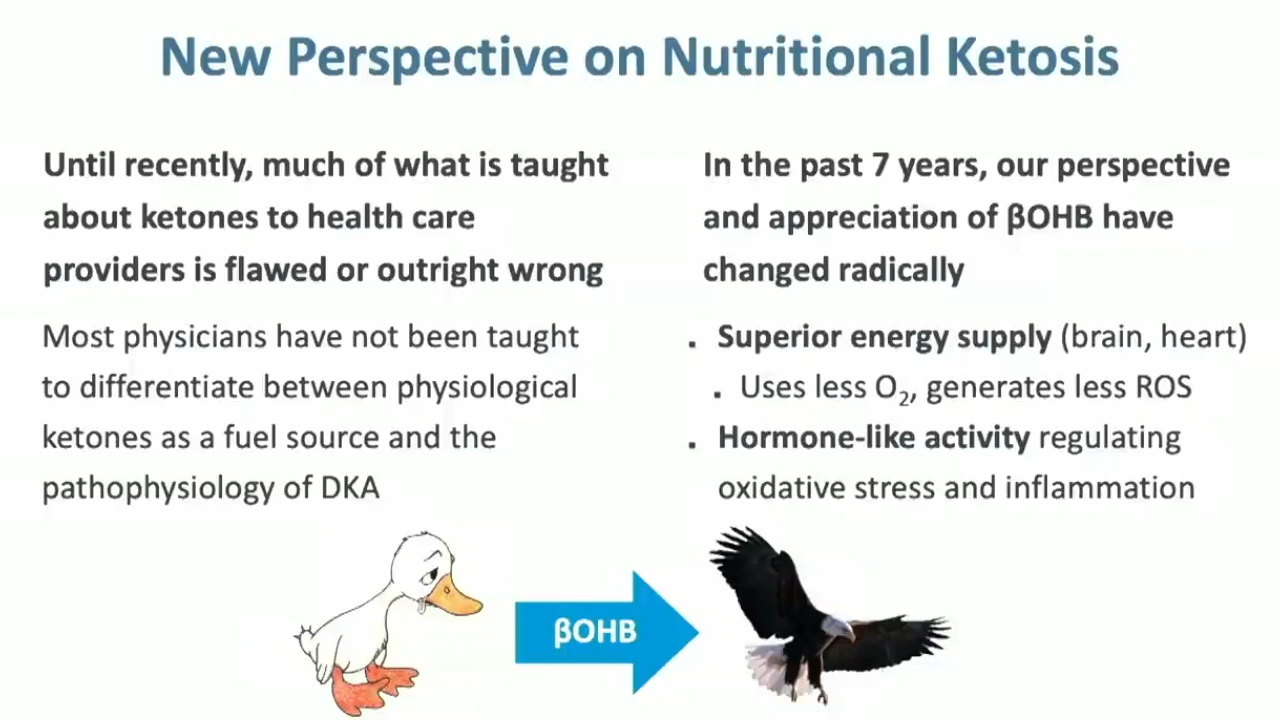 New Perspective on Nutritional Ketosis
Until recently, much of what is taught
about ketones to health care
providers is flawed or outright wrong
Most physicians have not been taught
to differentiate between physiological
ketones as a fuel source and the
pathophysiology of DKA
In the past 7 years, our perspective
and appreciation of βOHB have
changed radically
. Superior energy supply (brain, heart)
. Uses less O₂, generates less ROS
. Hormone-like activity regulating
oxidative stress and inflammation
βOHB